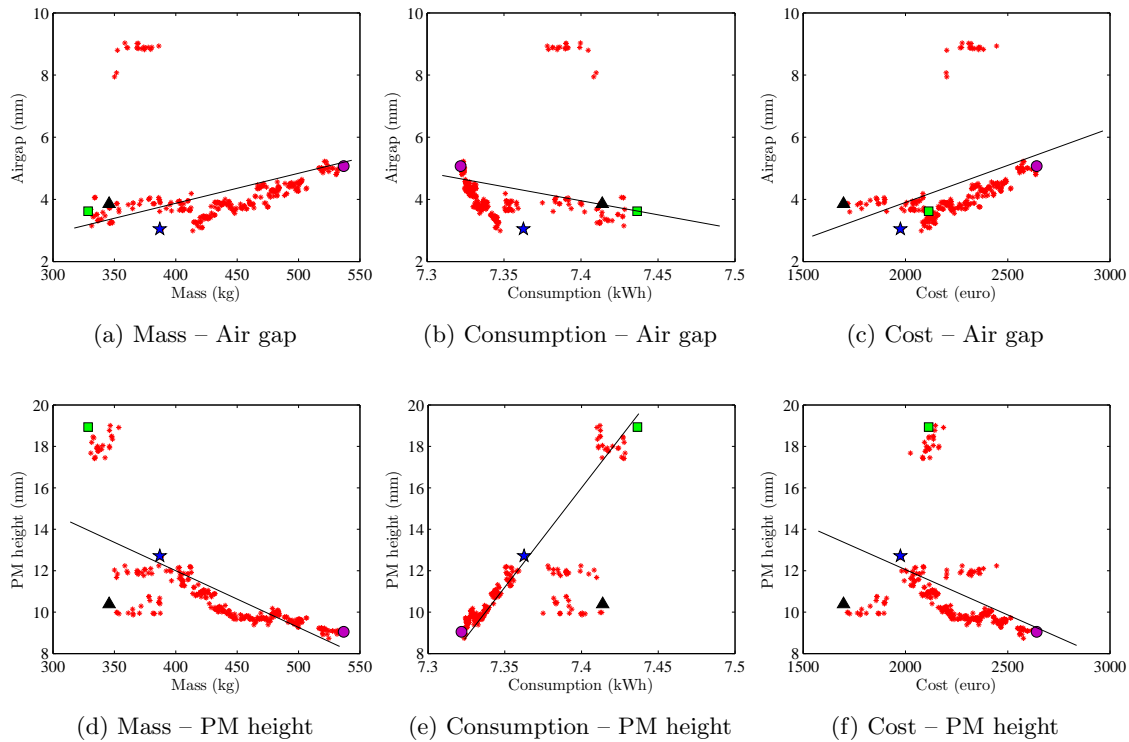 10
8
6
4
2
Airgap (mm)
300 350 400 450 500 550
Mass (kg)
(a) Mass – Air gap
10
8
6
4
2
Airgap (mm)
7.3 7.35 7.4 7.45 7.5
Consumption (kWh)
(b) Consumption – Air gap
10
8
6
4
2
Airgap (mm)
1500 2000 2500 3000
Cost (euro)
(c) Cost – Air gap
20
18
16
14
12
10
8
PM height (mm)
300 350 400 450 500 550
Mass (kg)
(d) Mass – PM height
20
18
16
14
12
10
8
PM height (mm)
7.3 7.35 7.4 7.45 7.5
Consumption (kWh)
(e) Consumption – PM height
20
18
16
14
12
10
8
PM height (mm)
1500 2000 2500 3000
Cost (euro)
(f) Cost – PM height